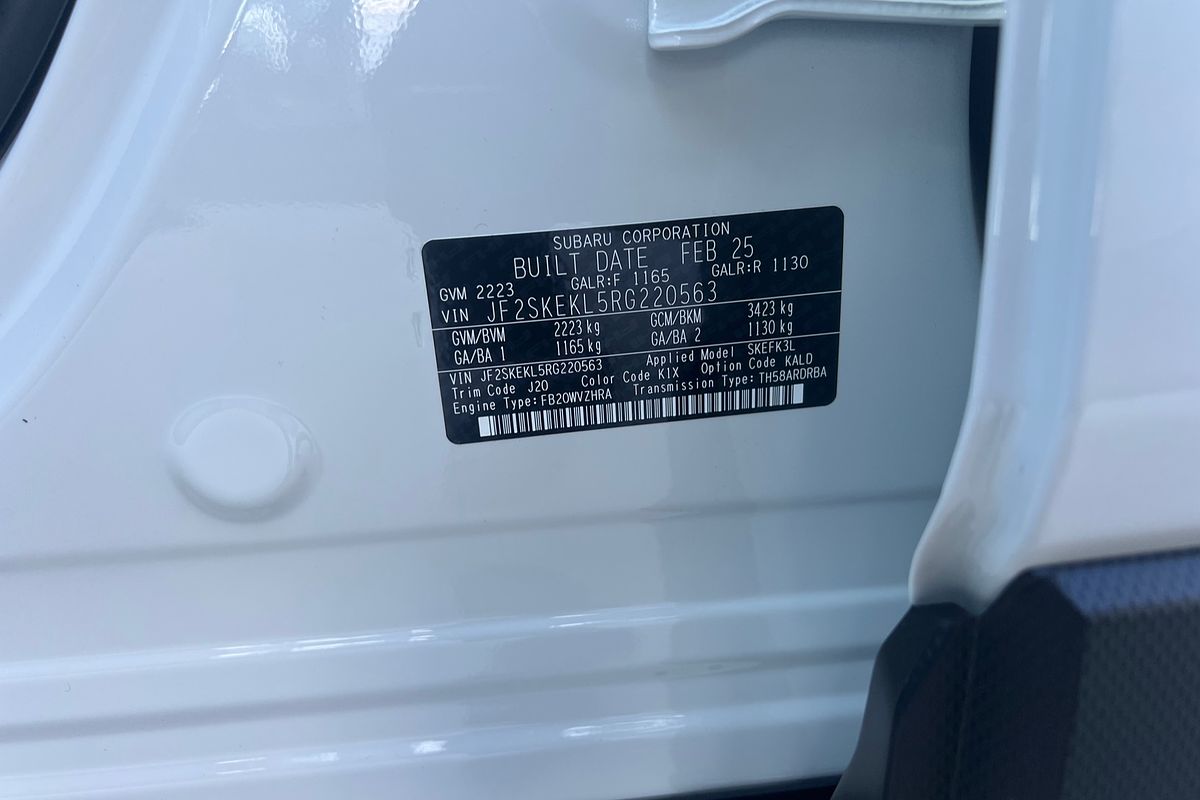 SUBARU CORPORATION
BUILT DATE FEB 25
GVM 2223 GALR:F 1165 GALR:R 1130
VIN JF2SKEKL5RG220563
GVM/BVM 2223 kg GCM/BKM 3423 kg
GA/BA 1 1165 kg GA/BA 2 1130 kg
VIN JF2SKEKL5RG220563 Applied Model SKEFK3L
Trim Code J20 Color Code K1X Option Code KALD
Engine Type: FB20WVZHRA Transmission Type: TH58ARDRBA